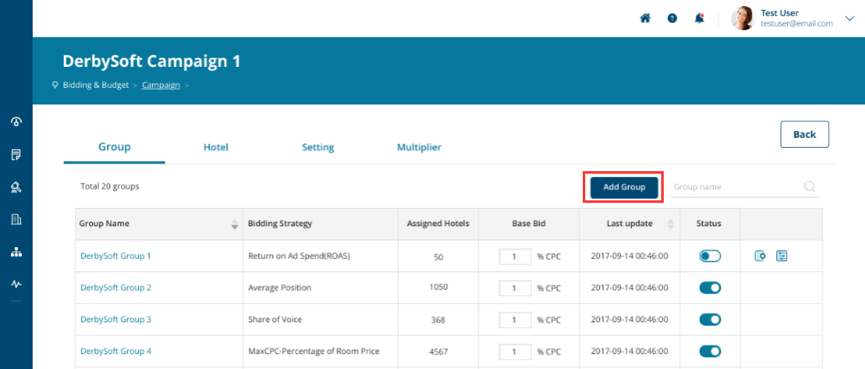 Test User
testuser@email.com
DerbySoft Campaign 1
Bidding & Budget > Campaign >
Back
Group Hotel Setting Multiplier
Total 20 groups Add Group Group name
Group Name Bidding Strategy Assigned Hotels Base Bid Last update Status
DerbySoft Group 1 Return on Ad Spend(ROAS) 50 1 % CPC 2017-09-14 00:46:00
DerbySoft Group 2 Average Position 1050 1 % CPC 2017-09-14 00:46:00
DerbySoft Group 3 Share of Voice 368 1 % CPC 2017-09-14 00:46:00
DerbySoft Group 4 MaxCPC-Percentage of Room Price 4567 1 % CPC 2017-09-14 00:46:00